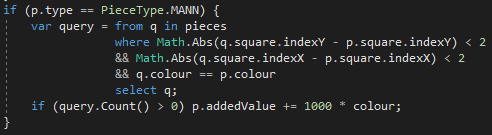 if (p.type == PieceType.MANN) {
var query = from q in pieces
where Math.Abs(q.square.indexY - p.square.indexY) < 2
&& Math.Abs(q.square.indexX - p.square.indexX) < 2
&& q.colour == p.colour
select q;
if (query.Count() > 0) p.addedValue += 1000 * colour;
}